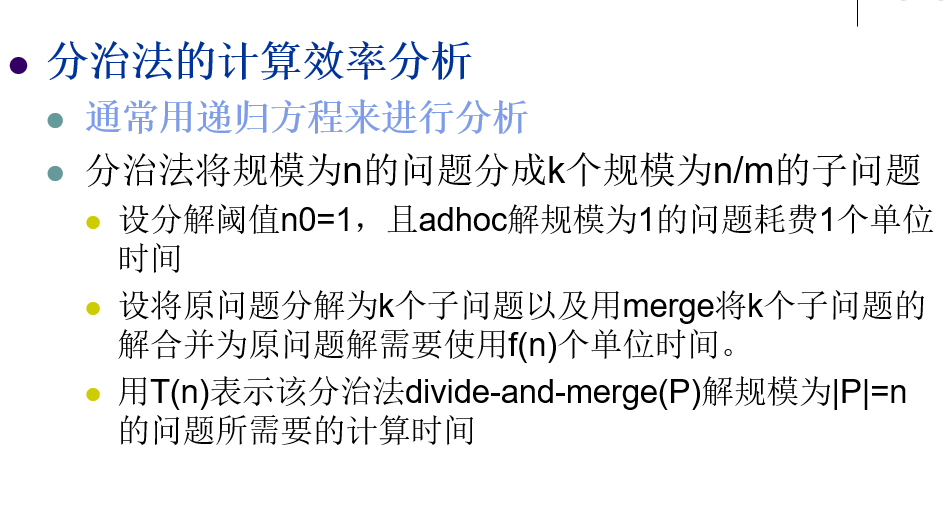 分治法的计算效率分析
通常用递归方程来进行分析
分治法将规模为n的问题分成k个规模为n/m的子问题
设分解阈值n0=1，且adhoc解规模为1的问题耗费1个单位
时间
设将原问题分解为k个子问题以及用merge将k个子问题的
解合并为原问题解需要使用f(n)个单位时间。
用T(n)表示该分治法divide-and-merge(P)解规模为|P|=n
的问题所需要的计算时间